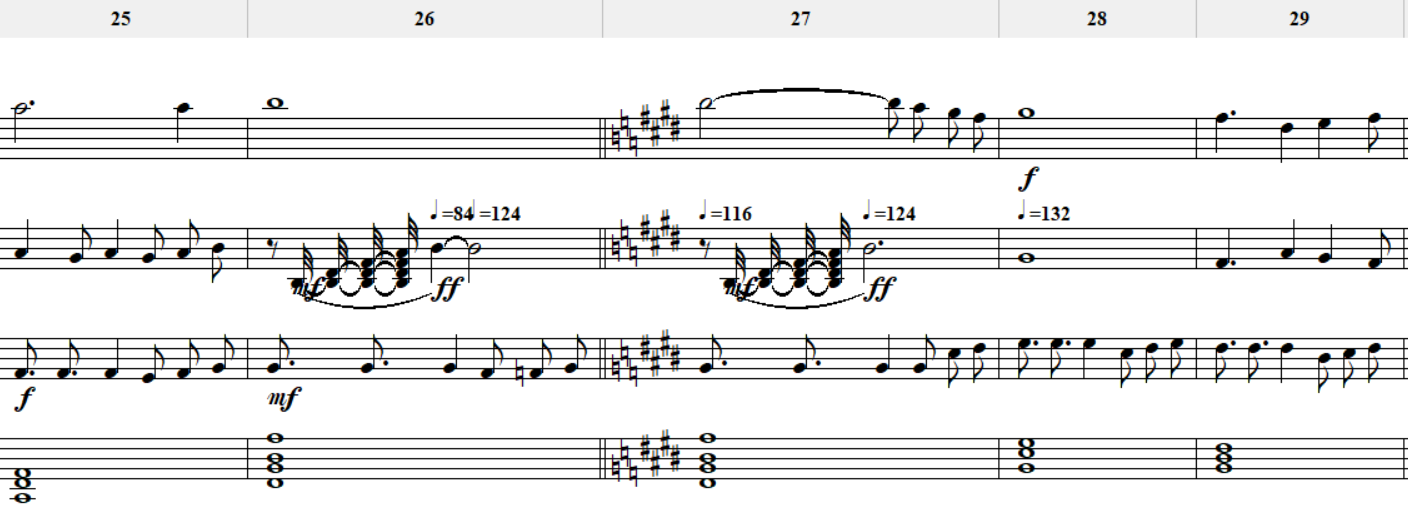 25 26 27 28 29
f
=84 =124 =116 =124 =132
mf ff mf ff
f mf